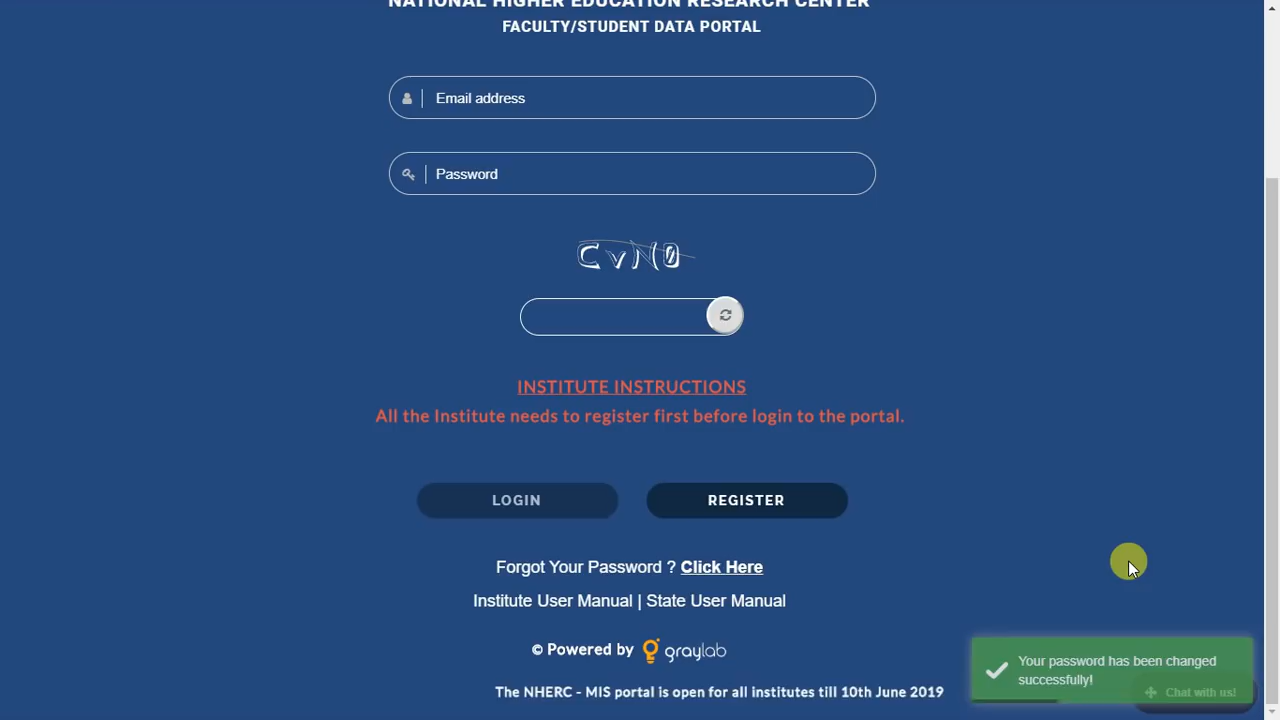 NATIONAL HIGHER EDUCATION RESEARCH CENTER
FACULTY/STUDENT DATA PORTAL
Email address
Password
CvN0
INSTITUTE INSTRUCTIONS
All the Institute needs to register first before login to the portal.
LOGIN REGISTER
Forgot Your Password ? Click Here
Institute User Manual | State User Manual
© Powered by graylab
The NHERC - MIS portal is open for all institutes till 10th June 2019
Your password has been changed
successfully!
Chat with us!